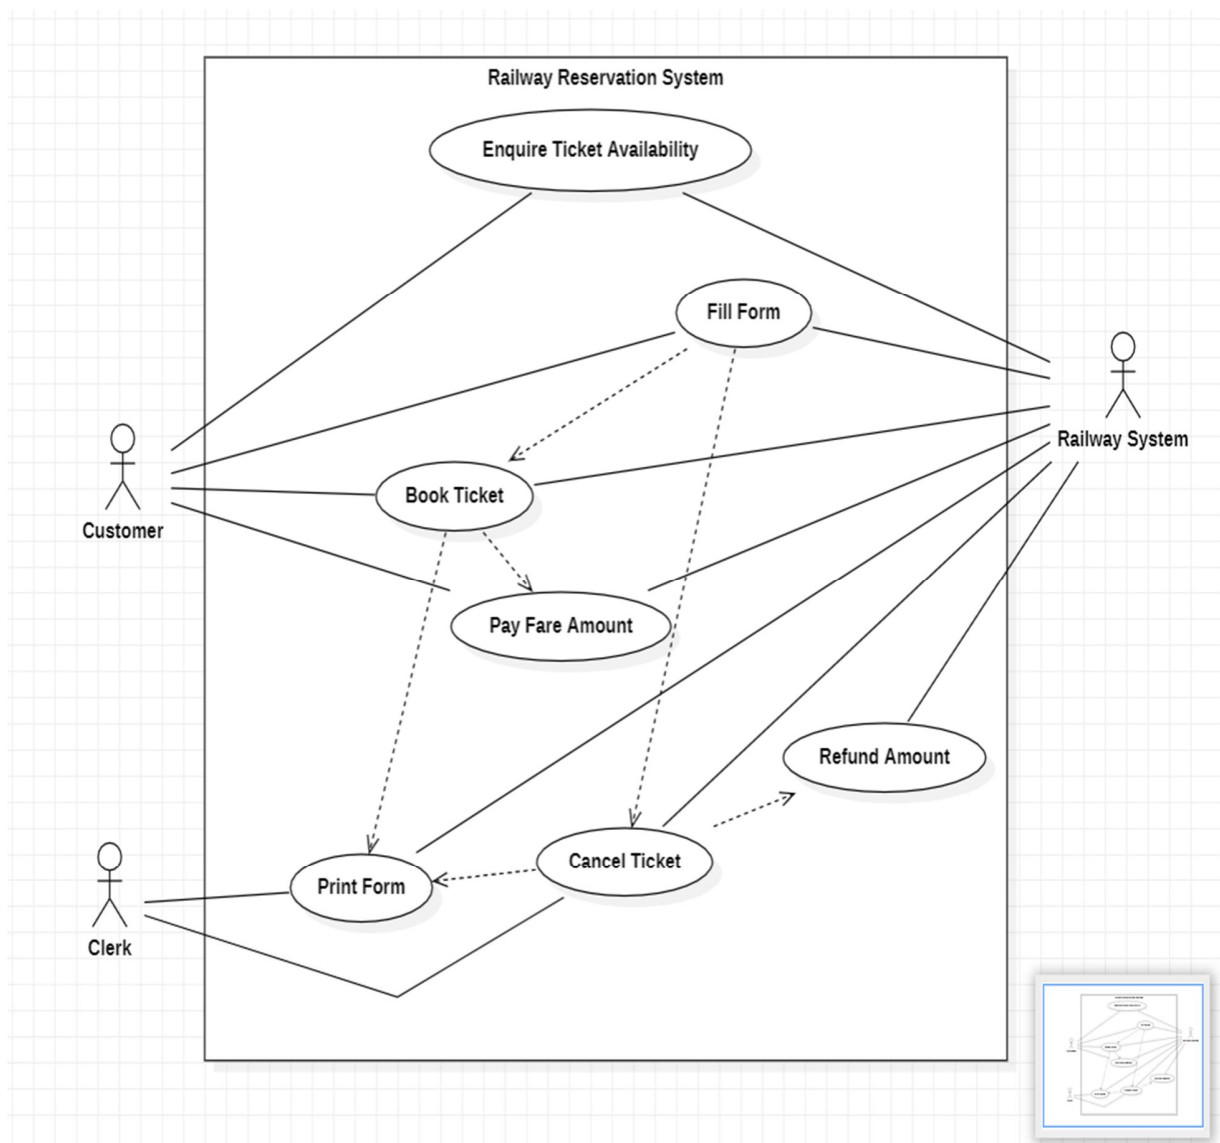 Railway Reservation System
Enquire Ticket Availability
Fill Form
Railway System
Book Ticket
Customer
Pay Fare Amount
Refund Amount
Cancel Ticket
Print Form
Clerk